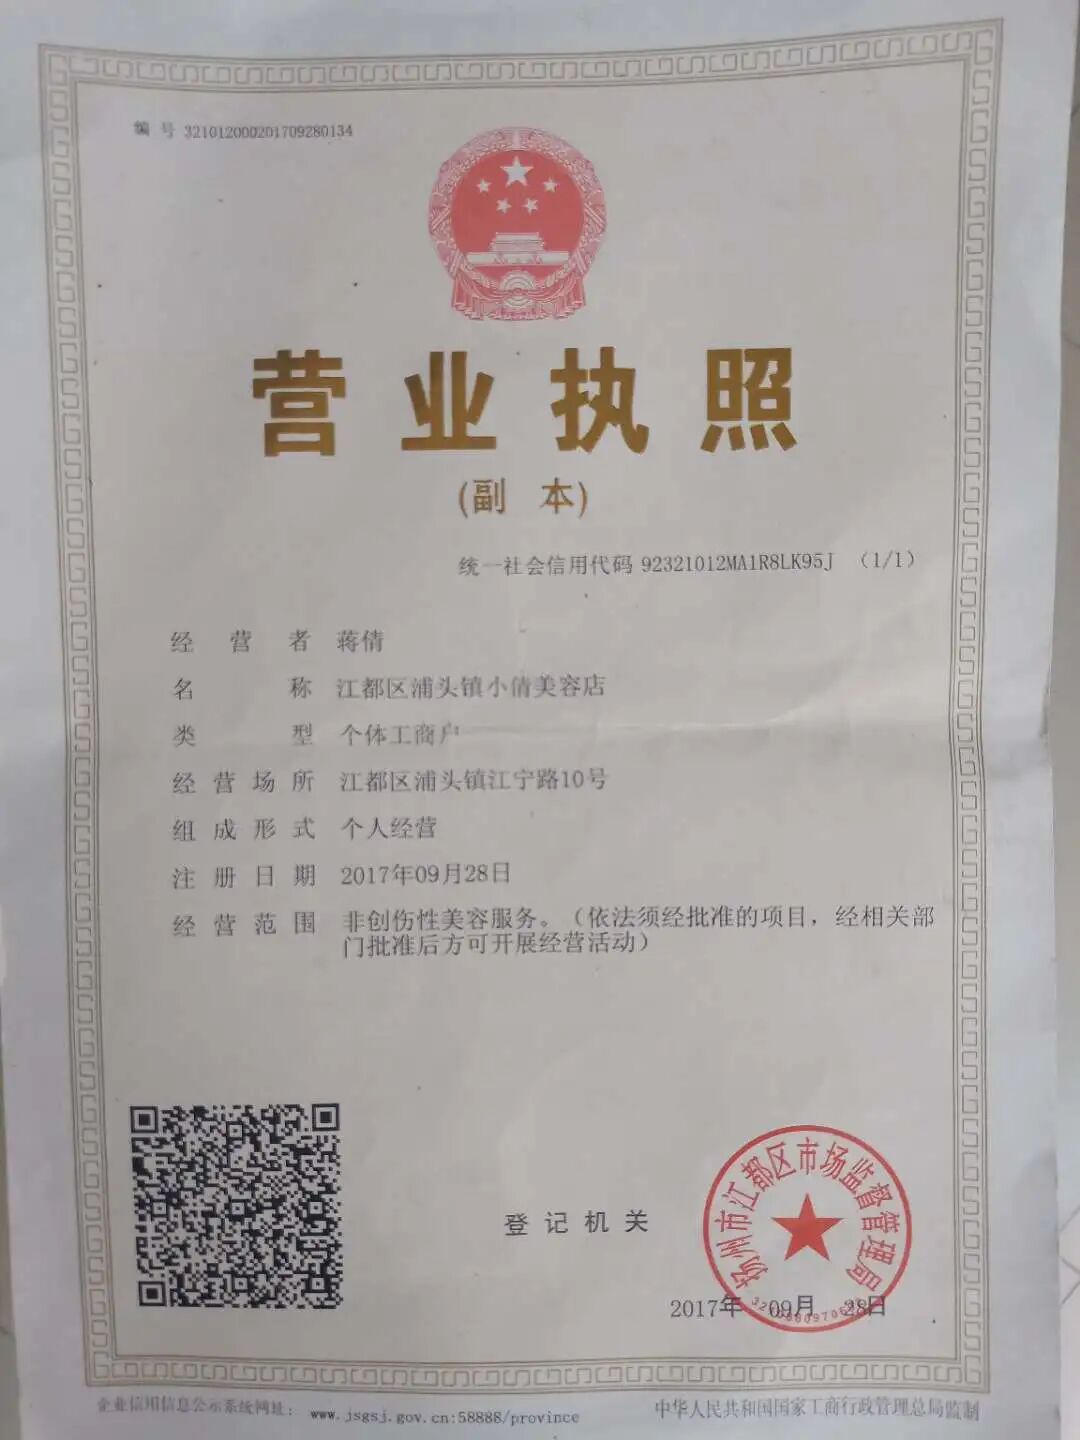 编 号 321012000201709280134
营业执照
(副 本)
统一社会信用代码 92321012MA1R8LK95J （1/1）
经 营 者 蒋倩
名 称 江都区浦头镇小倩美容店
类 型 个体工商户
经 营 场 所 江都区浦头镇江宁路10号
组 成 形 式 个人经营
注 册 日 期 2017年09月28日
经 营 范 围 非创伤性美容服务。（依法须经批准的项目，经相关部
门批准后方可开展经营活动）
登 记 机 关
扬州市江都区市场监督管理局
2017年 09月 28日
企业信用信息公示系统网址： www.jsgsj.gov.cn:58888/province
中华人民共和国国家工商行政管理总局监制